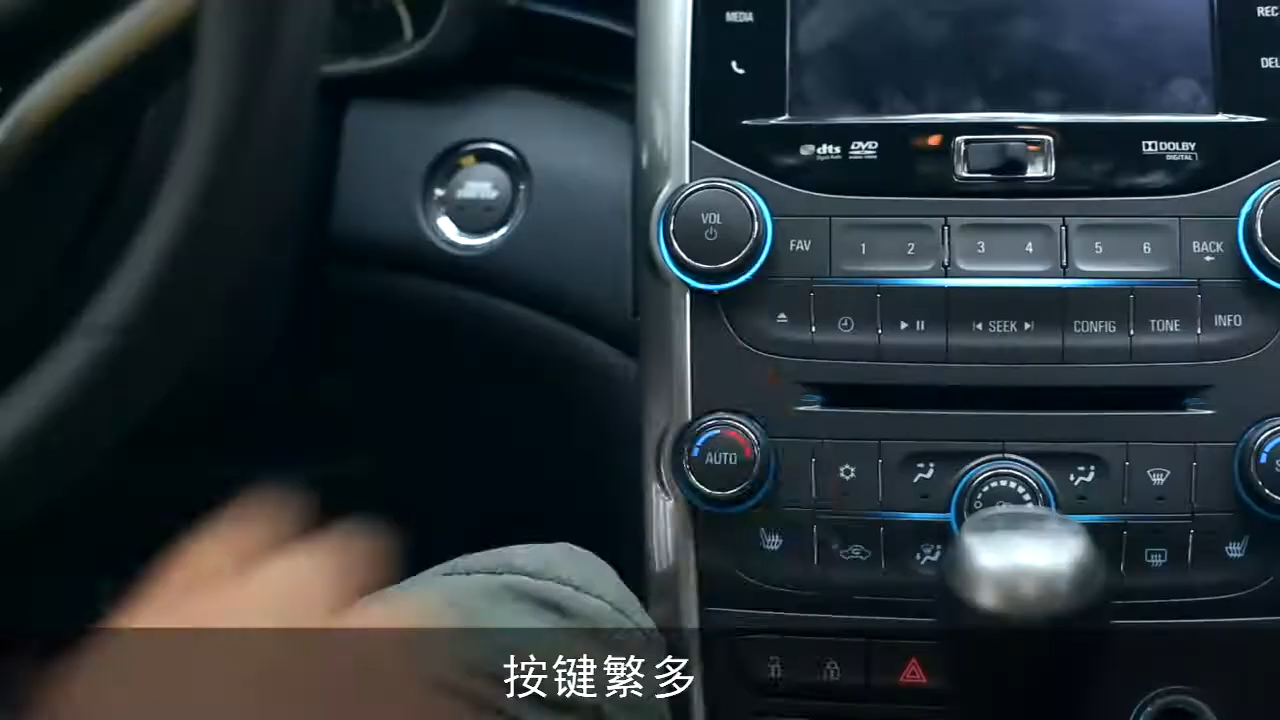 MEDIA
REC
DEL
dts
DVD
DOLBY
DIGITAL
VOL
FAV
1 2
3 4
5 6
BACK
SEEK
CONFIG
TONE
INFO
AUTO
按键繁多